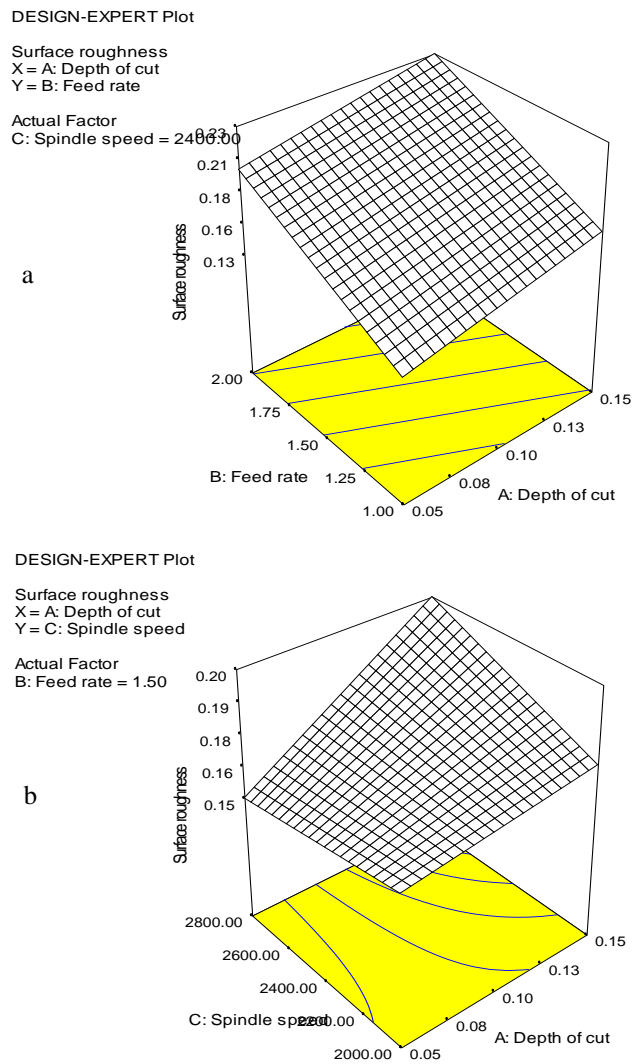 DESIGN-EXPERT Plot
Surface roughness
X = A: Depth of cut
Y = B: Feed rate
Actual Factor
C: Spindle speed = 2400.00
0.23
0.21
0.18
0.16
0.13
Surface roughness
a
2.00
1.75
1.50
1.25
1.00
B: Feed rate
0.15
0.13
0.10
0.08
0.05
A: Depth of cut
DESIGN-EXPERT Plot
Surface roughness
X = A: Depth of cut
Y = C: Spindle speed
Actual Factor
B: Feed rate = 1.50
0.20
0.19
0.18
0.16
0.15
Surface roughness
b
2800.00
2600.00
2400.00
2200.00
2000.00
C: Spindle speed
0.15
0.13
0.10
0.08
0.05
A: Depth of cut